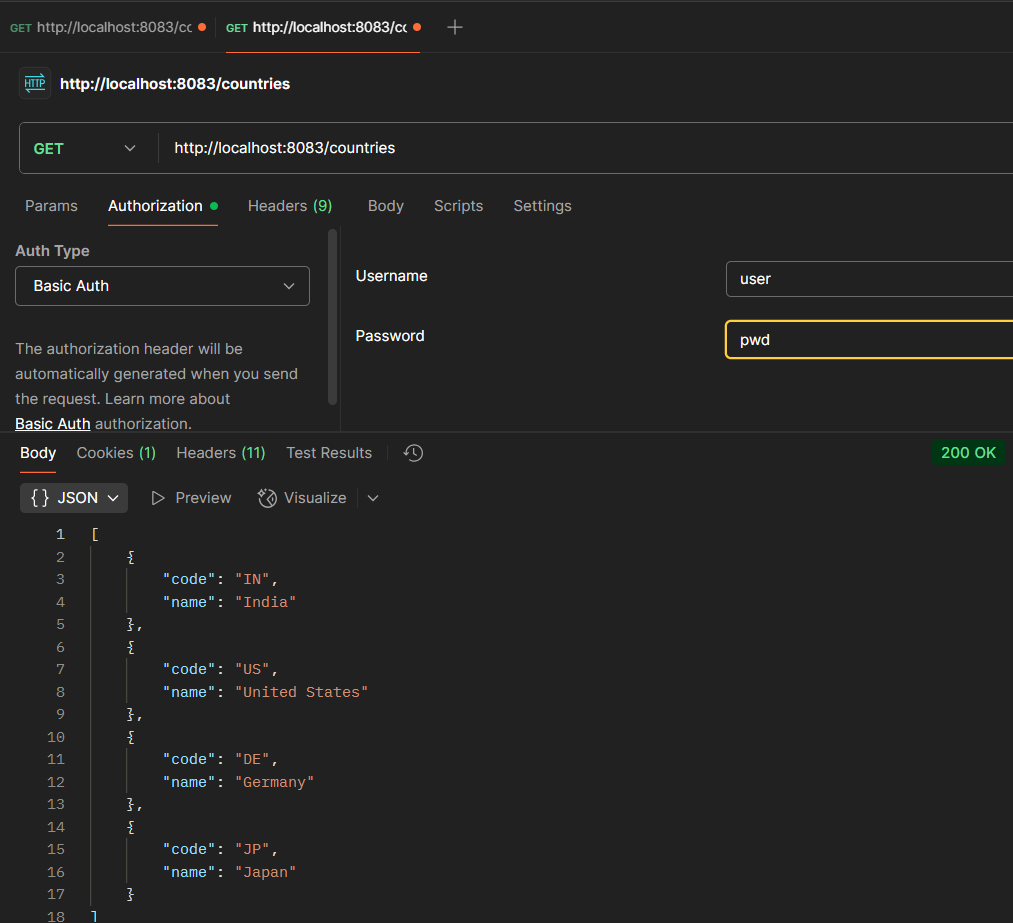 GET http://localhost:8083/cc GET http://localhost:8083/cc +
HTTP http://localhost:8083/countries
GET http://localhost:8083/countries
Params Authorization Headers (9) Body Scripts Settings
Auth Type
Basic Auth
The authorization header will be
automatically generated when you send
the request. Learn more about
Basic Auth authorization.
Username user
Password pwd
Body Cookies (1) Headers (11) Test Results 200 OK
{} JSON Preview Visualize
1 [
2 {
3 "code": "IN",
4 "name": "India"
5 },
6 {
7 "code": "US",
8 "name": "United States"
9 },
10 {
11 "code": "DE",
12 "name": "Germany"
13 },
14 {
15 "code": "JP",
16 "name": "Japan"
17 }
18 ]